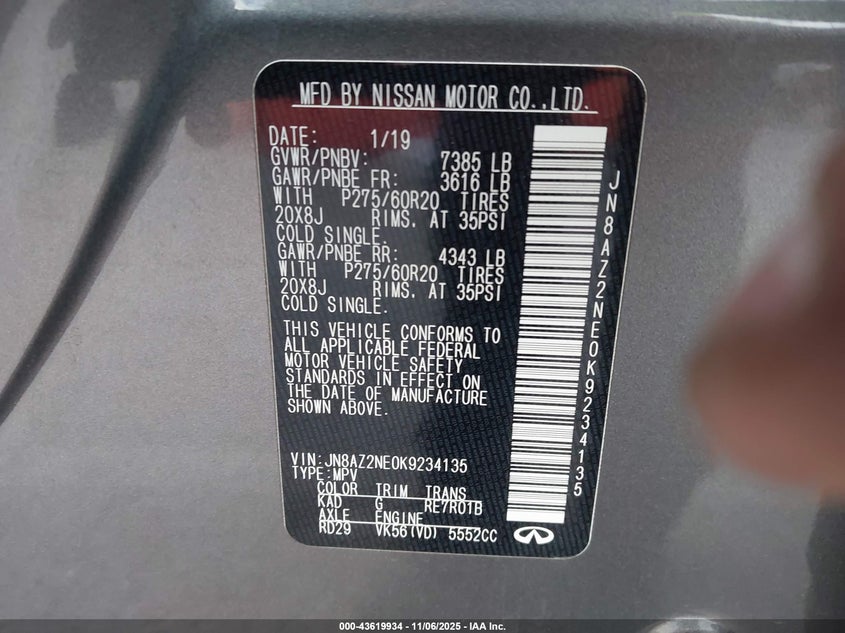 MFD BY NISSAN MOTOR CO.,LTD.
DATE: 1/19
GVWR/PNBV: 7385 LB
GAWR/PNBE FR: 3616 LB
WITH P275/60R20 TIRES
20X8J RIMS. AT 35PSI
COLD SINGLE.
GAWR/PNBE RR: 4343 LB
WITH P275/60R20 TIRES
20X8J RIMS. AT 35PSI
COLD SINGLE.
THIS VEHICLE CONFORMS TO
ALL APPLICABLE FEDERAL
MOTOR VEHICLE SAFETY
STANDARDS IN EFFECT ON
THE DATE OF MANUFACTURE
SHOWN ABOVE.
VIN:JN8AZ2NE0K9234135
TYPE:MPV
COLOR TRIM TRANS
KAD G RE7R01B
AXLE ENGINE
RD29 VK56(VD) 5552CC
JN8AZ2NE0K9234135
000-43619934 - 11/06/2025 - IAA Inc.